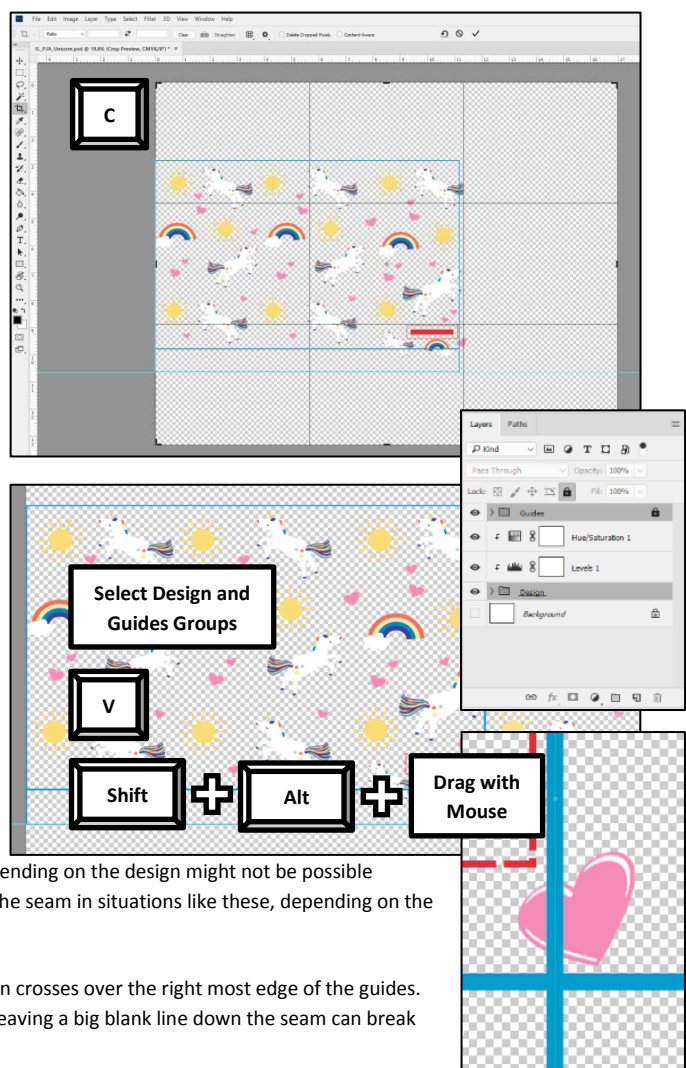 File Edit Image Layer Type Select Filter 3D View Window Help
Ratio Clear Straighten Delete Cropped Pixels Content-Aware
C
Layers Paths
Kind
Pass Through Opacity: 100%
Lock: Fill: 100%
Guides
Hue/Saturation 1
Levels 1
Design
Background
fx
Select Design and
Guides Groups
V
Shift
Alt
Drag with
Mouse
ending on the design might not be possible
he seam in situations like these, depending on the
n crosses over the right most edge of the guides.
eaving a big blank line down the seam can break